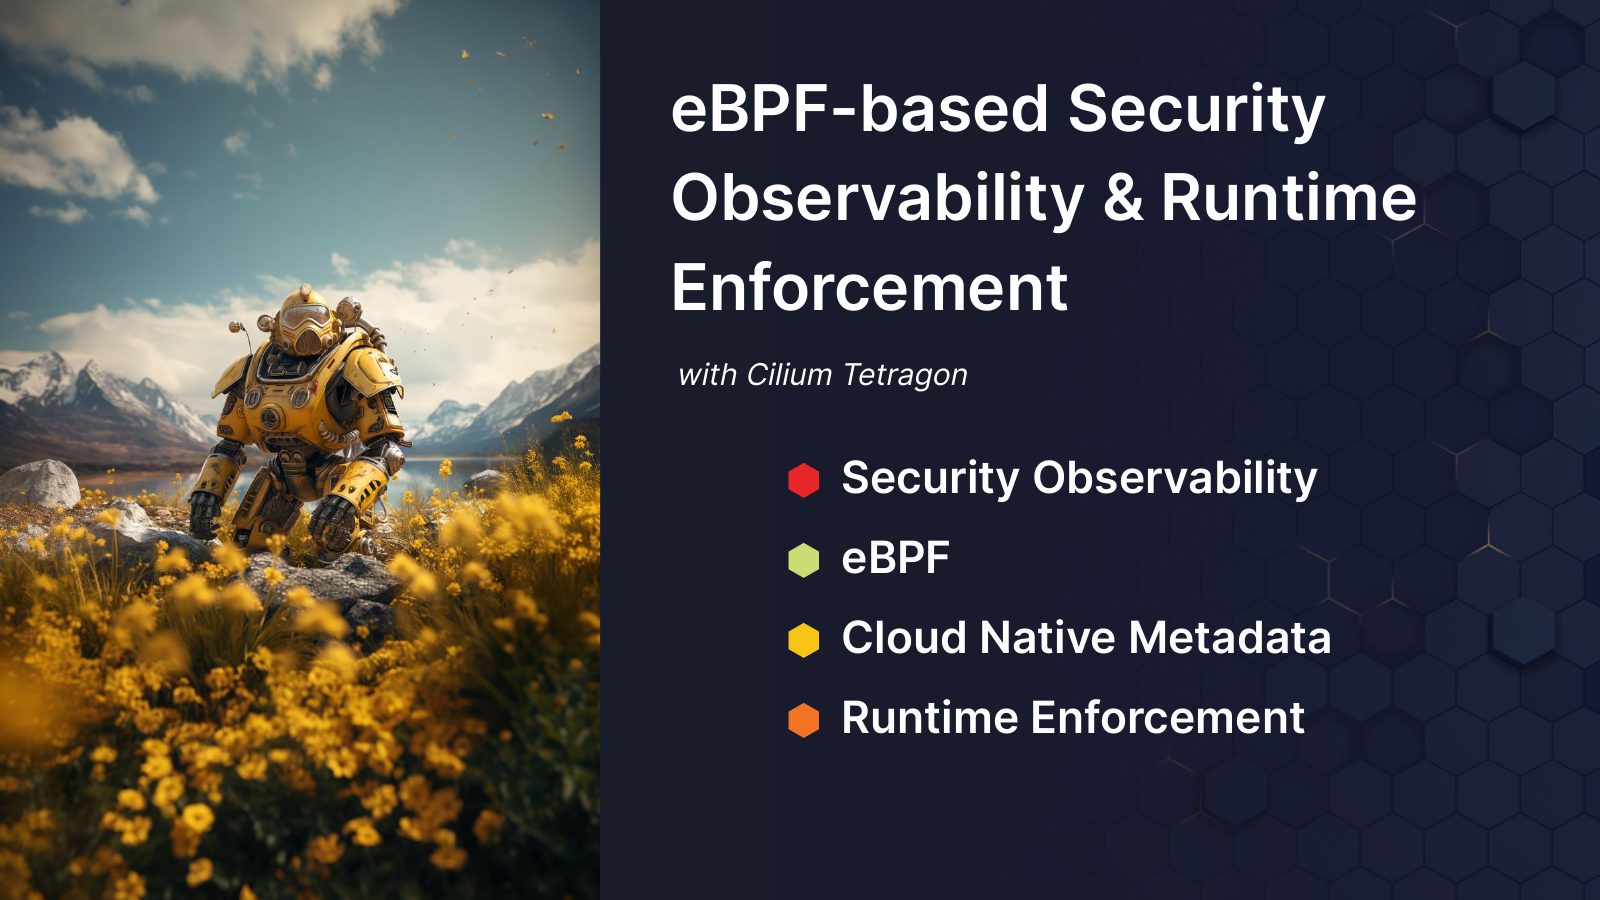 eBPF-based Security
Observability & Runtime
Enforcement
with Cilium Tetragon
Security Observability
eBPF
Cloud Native Metadata
Runtime Enforcement